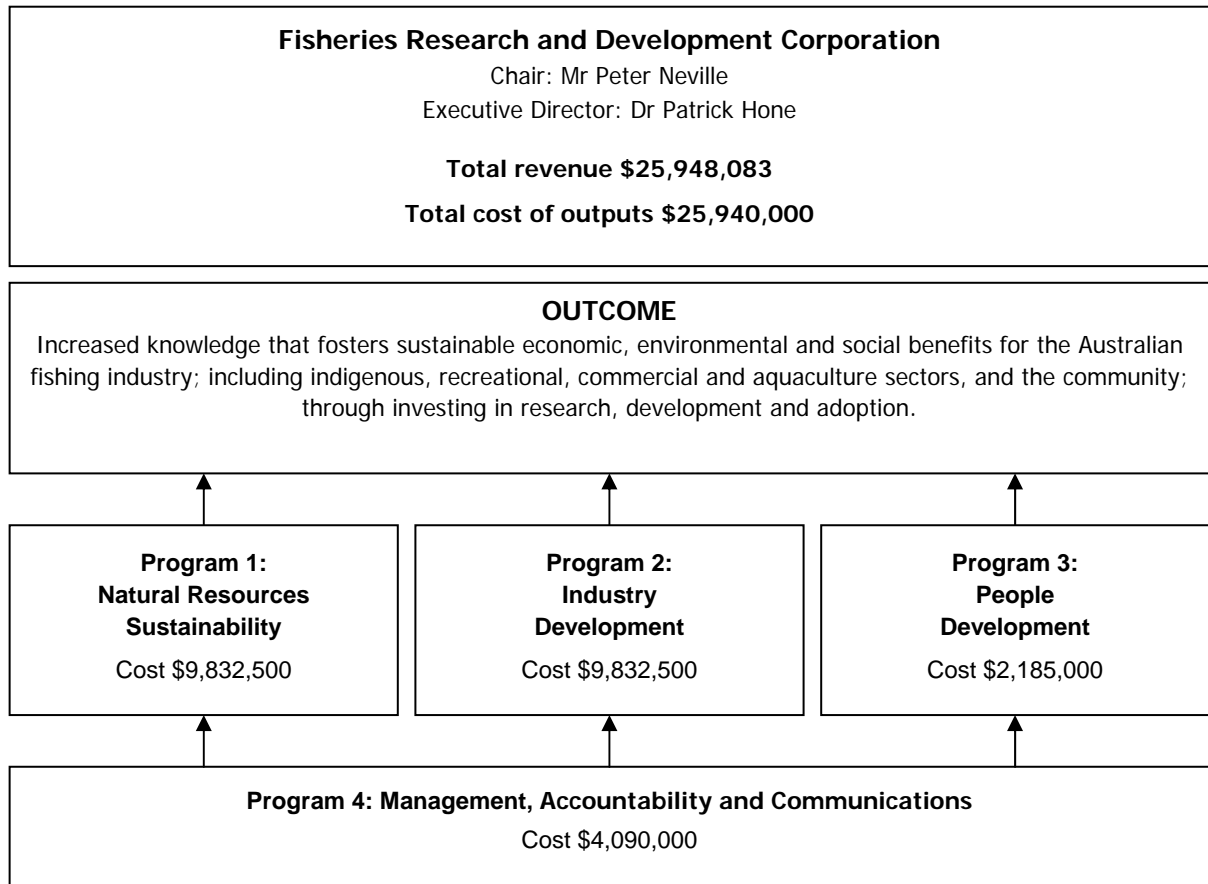 Fisheries Research and Development Corporation
Chair: Mr Peter Neville
Executive Director: Dr Patrick Hone
Total revenue $25,948,083
Total cost of outputs $25,940,000
OUTCOME
Increased knowledge that fosters sustainable economic, environmental and social benefits for the Australian
fishing industry; including indigenous, recreational, commercial and aquaculture sectors, and the community;
through investing in research, development and adoption.
Program 1:
Natural Resources
Sustainability
Cost $9,832,500
Program 2:
Industry
Development
Cost $9,832,500
Program 3:
People
Development
Cost $2,185,000
Program 4: Management, Accountability and Communications
Cost $4,090,000